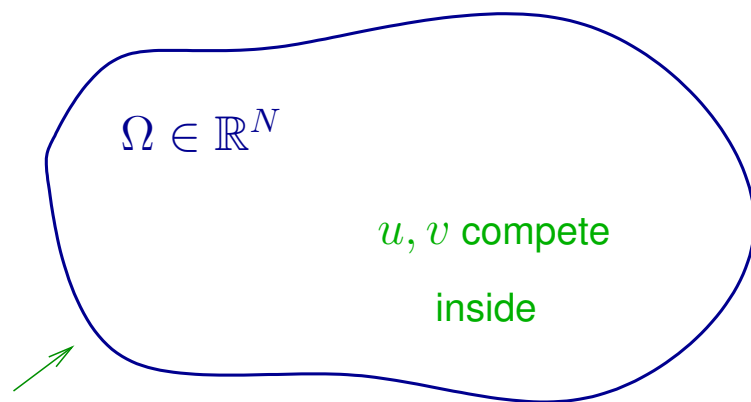 Ω ∈ ℝ^N
u, v compete
inside